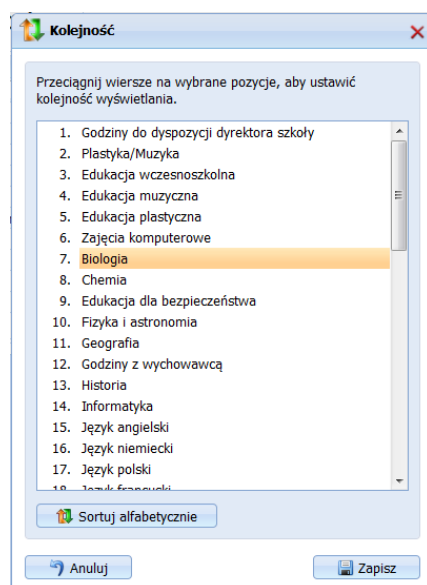 Kolejność
Przeciągnij wiersze na wybrane pozycje, aby ustawić
kolejność wyświetlania.
1. Godziny do dyspozycji dyrektora szkoły
2. Plastyka/Muzyka
3. Edukacja wczesnoszkolna
4. Edukacja muzyczna
5. Edukacja plastyczna
6. Zajęcia komputerowe
7. Biologia
8. Chemia
9. Edukacja dla bezpieczeństwa
10. Fizyka i astronomia
11. Geografia
12. Godziny z wychowawcą
13. Historia
14. Informatyka
15. Język angielski
16. Język niemiecki
17. Język polski
18. Język francuski
Sortuj alfabetycznie
Anuluj
Zapisz